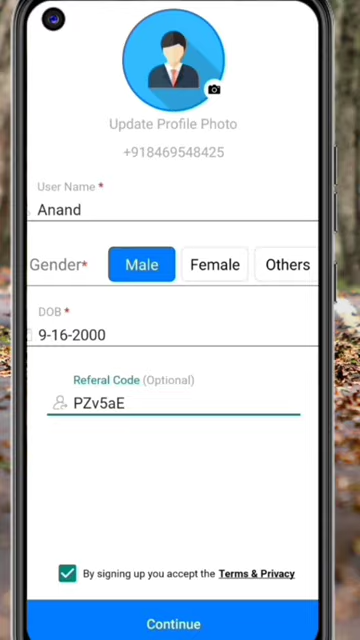 Update Profile Photo
+918469548425
User Name *
Anand
Gender* Male Female Others
DOB *
9-16-2000
Referal Code (Optional)
PZv5aE
By signing up you accept the Terms & Privacy
Continue